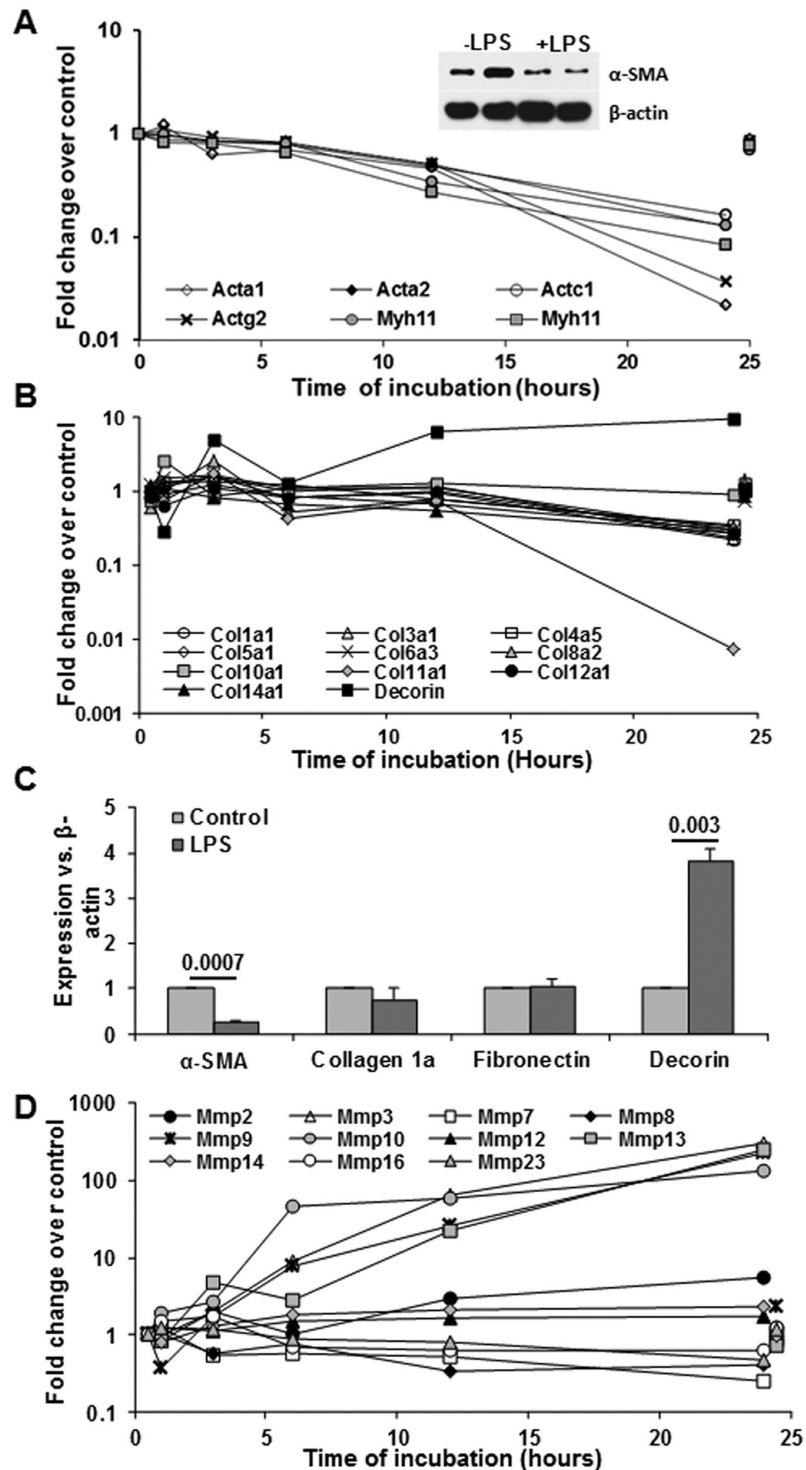 A
-LPS +LPS
α-SMA
β-actin
Fold change over control
10
1
0.1
0.01
Acta1 Acta2 Actc1
Actg2 Myh11 Myh11
0 5 10 15 20 25
Time of incubation (hours)
B
Fold change over control
10
1
0.1
0.01
0.001
Col1a1 Col3a1 Col4a5
Col5a1 Col6a3 Col8a2
Col10a1 Col11a1 Col12a1
Col14a1 Decorin
0 5 10 15 20 25
Time of incubation (Hours)
C
Expression vs. β-
actin
5
4
3
2
1
0
Control
LPS
0.0007
0.003
α-SMA Collagen 1a Fibronectin Decorin
D
Fold change over control
1000
100
10
1
0.1
Mmp2 Mmp3 Mmp7 Mmp8
Mmp9 Mmp10 Mmp12 Mmp13
Mmp14 Mmp16 Mmp23
0 5 10 15 20 25
Time of incubation (hours)